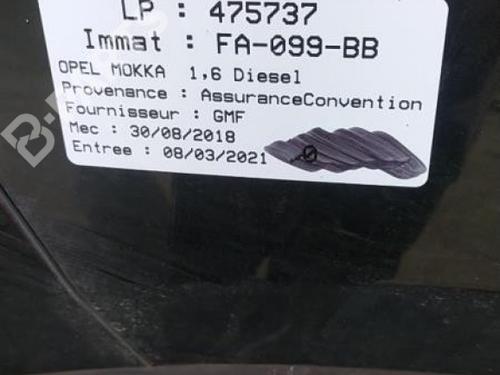 LP : 475737
Immat : FA-099-BB
OPEL MOKKA 1,6 Diesel
Provenance : AssuranceConvention
Fournisseur : GMF
Mec : 30/08/2018
Entree : 08/03/2021
B-PARTS